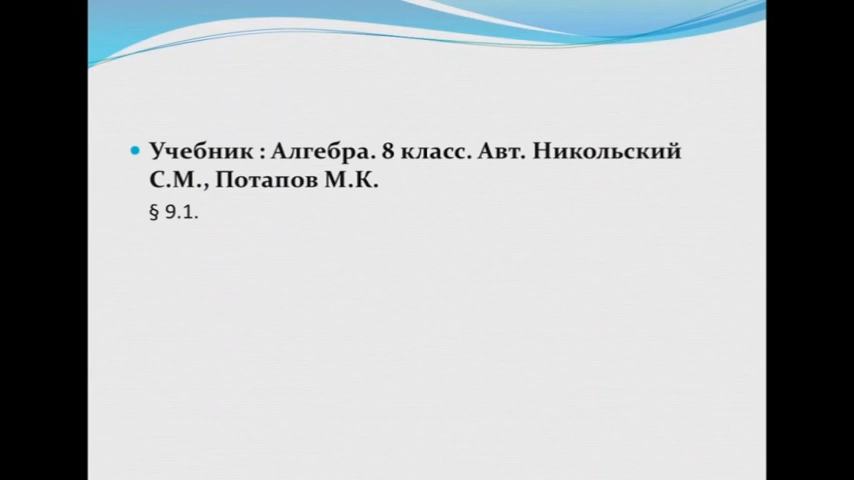 Учебник : Алгебра. 8 класс. Авт. Никольский
С.М., Потапов М.К.
§ 9.1.